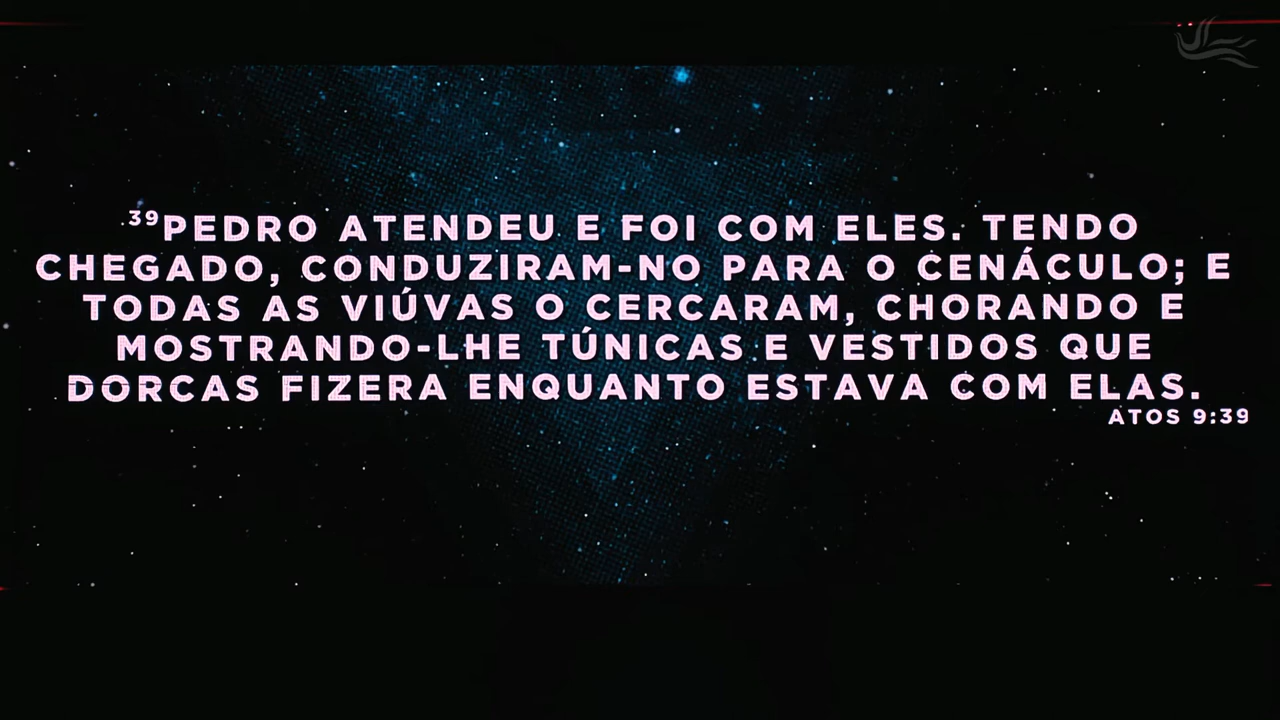 ³⁹PEDRO ATENDEU E FOI COM ELES. TENDO
CHEGADO, CONDUZIRAM-NO PARA O CENÁCULO; E
TODAS AS VIÚVAS O CERCARAM, CHORANDO E
MOSTRANDO-LHE TÚNICAS E VESTIDOS QUE
DORCAS FIZERA ENQUANTO ESTAVA COM ELAS.
ATOS 9:39